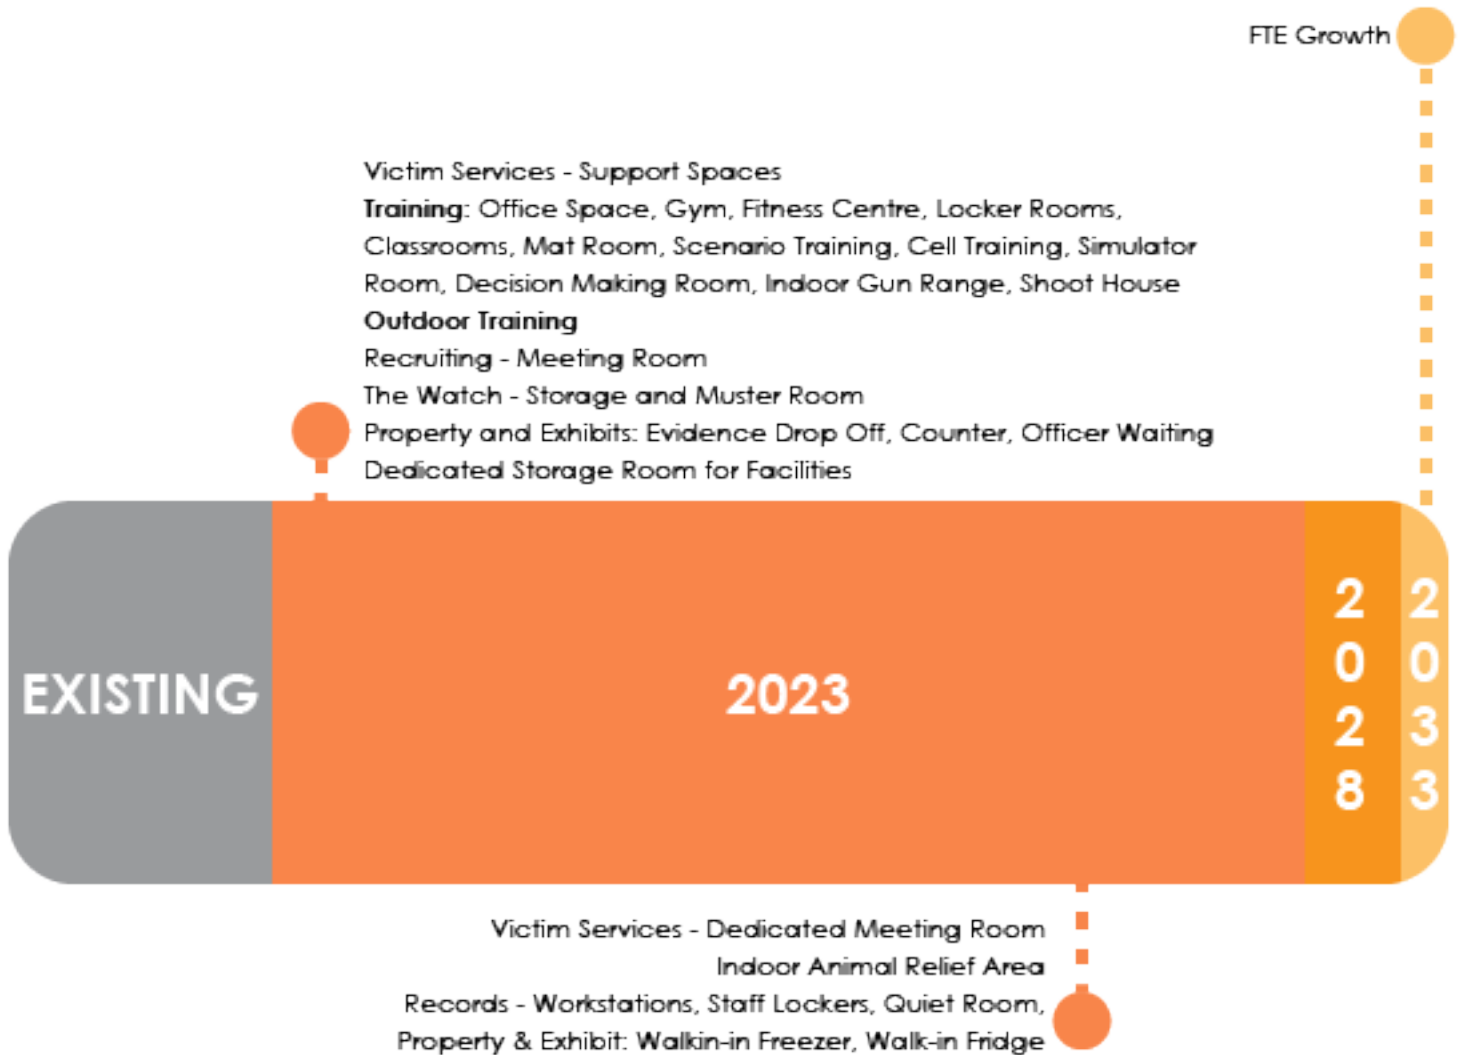 FTE Growth
Victim Services - Support Spaces
Training: Office Space, Gym, Fitness Centre, Locker Rooms,
Classrooms, Mat Room, Scenario Training, Cell Training, Simulator
Room, Decision Making Room, Indoor Gun Range, Shoot House
Outdoor Training
Recruiting - Meeting Room
The Watch - Storage and Muster Room
Property and Exhibits: Evidence Drop Off, Counter, Officer Waiting
Dedicated Storage Room for Facilities
EXISTING
2023
2028
2033
Victim Services - Dedicated Meeting Room
Indoor Animal Relief Area
Records - Workstations, Staff Lockers, Quiet Room,
Property & Exhibit: Walkin-in Freezer, Walk-in Fridge